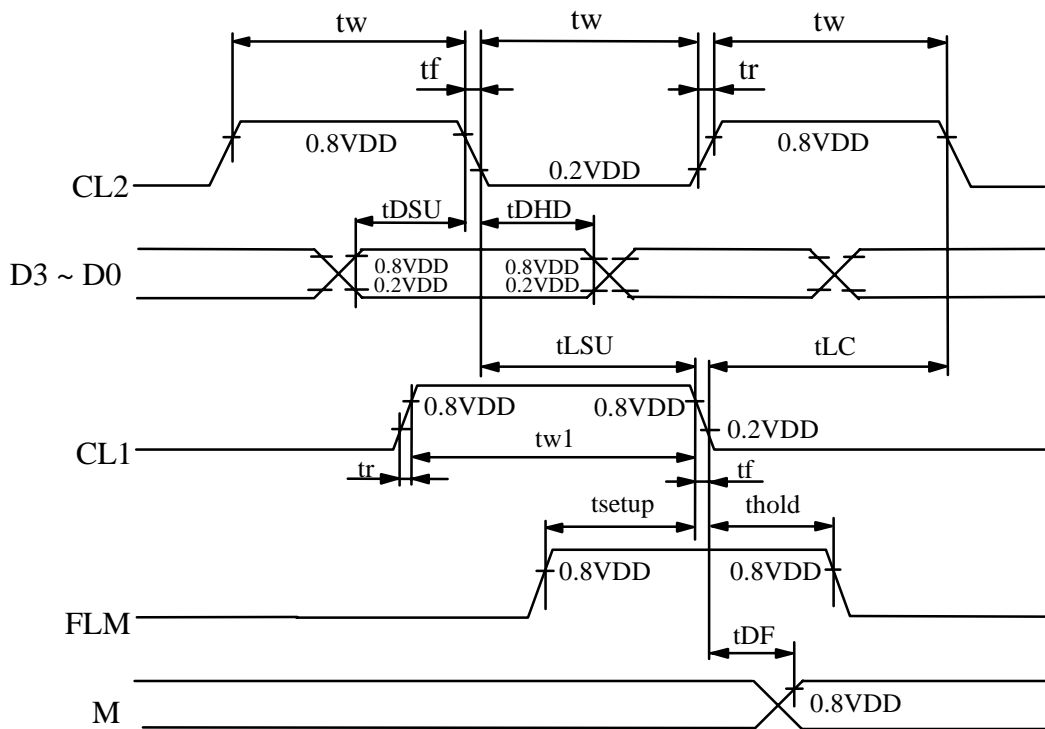 tw tw tw
tf tr
0.8VDD 0.2VDD 0.8VDD
CL2
tDSU tDHD
D3 ~ D0
0.8VDD 0.8VDD
0.2VDD 0.2VDD
tLSU tLC
0.8VDD 0.8VDD
0.2VDD
CL1
tw1
tr tf
tsetup thold
0.8VDD 0.8VDD
FLM
tDF
0.8VDD
M